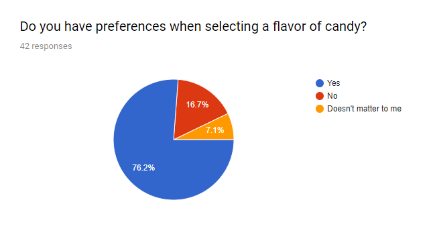 Do you have preferences when selecting a flavor of candy?
42 responses
Yes
No
Doesn't matter to me
16.7%
7.1%
76.2%